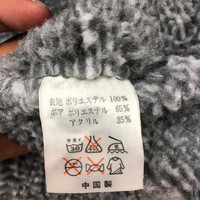 表地 ポリエステル 100%
ボア ポリエステル 65%
アクリル 35%
中国製